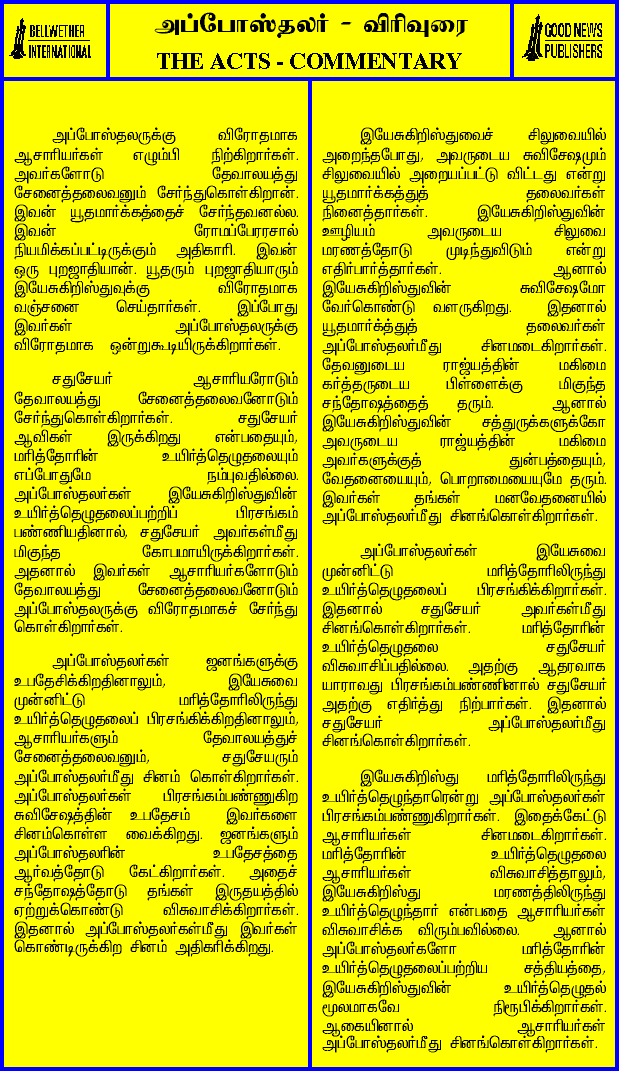 BELLWETHER
INTERNATIONAL
அப்போஸ்தலர் - விரிவுரை
THE ACTS - COMMENTARY
GOOD NEWS
PUBLISHERS
அப்போஸ்தலருக்கு விரோதமாக
ஆசாரியர்கள் எழும்பி நிற்கிறார்கள்.
அவர்களோடு தேவாலயத்து
சேனைத்தலைவனும் சேர்ந்துகொள்கிறான்.
இவன் யூதமார்க்கத்தைச் சேர்ந்தவனல்ல.
இவன் ரோமப்பேரரசால்
நியமிக்கப்பட்டிருக்கும் அதிகாரி. இவன்
ஒரு புறஜாதியான். யூதரும் புறஜாதியாரும்
இயேசுகிறிஸ்துவுக்கு விரோதமாக
வஞ்சனை செய்தார்கள். இப்போது
இவர்கள் அப்போஸ்தலருக்கு
விரோதமாக ஒன்றுகூடியிருக்கிறார்கள்.
சதுசேயர் ஆசாரியரோடும்
தேவாலயத்து சேனைத்தலைவனோடும்
சேர்ந்துகொள்கிறார்கள். சதுசேயர்
ஆவிகள் இருக்கிறது என்பதையும்,
மரித்தோரின் உயிர்த்தெழுதலையும்
எப்போதுமே நம்புவதில்லை.
அப்போஸ்தலர்கள் இயேசுகிறிஸ்துவின்
உயிர்த்தெழுதலைப்பற்றிப் பிரசங்கம்
பண்ணியதினால், சதுசேயர் அவர்கள்மீது
மிகுந்த கோபமாயிருக்கிறார்கள்.
அதனால் இவர்கள் ஆசாரியர்களோடும்
தேவாலயத்து சேனைத்தலைவனோடும்
அப்போஸ்தலருக்கு விரோதமாகச் சேர்ந்து
கொள்கிறார்கள்.
அப்போஸ்தலர்கள் ஜனங்களுக்கு
உபதேசிக்கிறதினாலும், இயேசுவை
முன்னிட்டு மரித்தோரிலிருந்து
உயிர்த்தெழுதலைப் பிரசங்கிக்கிறதினாலும்,
ஆசாரியர்களும் தேவாலயத்துச்
சேனைத்தலைவனும், சதுசேயரும்
அப்போஸ்தலர்மீது சினம் கொள்கிறார்கள்.
அப்போஸ்தலர்கள் பிரசங்கம்பண்ணுகிற
சுவிசேஷத்தின் உபதேசம் இவர்களை
சினம்கொள்ள வைக்கிறது. ஜனங்களும்
அப்போஸ்தலரின் உபதேசத்தை
ஆர்வத்தோடு கேட்கிறார்கள். அதைச்
சந்தோஷத்தோடு தங்கள் இருதயத்தில்
ஏற்றுக்கொண்டு விசுவாசிக்கிறார்கள்.
இதனால் அப்போஸ்தலர்கள்மீது இவர்கள்
கொண்டிருக்கிற சினம் அதிகரிக்கிறது.
இயேசுகிறிஸ்துவைச் சிலுவையில்
அறைந்தபோது, அவருடைய சுவிசேஷமும்
சிலுவையில் அறையப்பட்டு விட்டது என்று
யூதமார்க்கத்துத் தலைவர்கள்
நினைத்தார்கள். இயேசுகிறிஸ்துவின்
ஊழியம் அவருடைய சிலுவை
மரணத்தோடு முடிந்துவிடும் என்று
எதிர்பார்த்தார்கள். ஆனால்
இயேசுகிறிஸ்துவின் சுவிசேஷமோ
வேர்கொண்டு வளருகிறது. இதனால்
யூதமார்க்த்துத் தலைவர்கள்
அப்போஸ்தலர்மீது சினமடைகிறார்கள்.
தேவனுடைய ராஜ்யத்தின் மகிமை
கர்த்தருடைய பிள்ளைக்கு மிகுந்த
சந்தோஷத்தைத் தரும். ஆனால்
இயேசுகிறிஸ்துவின் சத்துருக்களுக்கோ
அவருடைய ராஜ்யத்தின் மகிமை
அவர்களுக்குத் துன்பத்தையும்,
வேதனையையும், பொறாமையையுமே தரும்.
இவர்கள் தங்கள் மனவேதனையில்
அப்போஸ்தலர்மீது சினங்கொள்கிறார்கள்.
அப்போஸ்தலர்கள் இயேசுவை
முன்னிட்டு மரித்தோரிலிருந்து
உயிர்த்தெழுதலைப் பிரசங்கிக்கிறார்கள்.
இதனால் சதுசேயர் அவர்கள்மீது
சினங்கொள்கிறார்கள். மரித்தோரின்
உயிர்த்தெழுதலை சதுசேயர்
விசுவாசிப்பதில்லை. அதற்கு ஆதரவாக
யாராவது பிரசங்கம்பண்ணினால் சதுசேயர்
அதற்கு எதிர்த்து நிற்பார்கள். இதனால்
சதுசேயர் அப்போஸ்தலர்மீது
சினங்கொள்கிறார்கள்.
இயேசுகிறிஸ்து மரித்தோரிலிருந்து
உயிர்த்தெழுந்தாரென்று அப்போஸ்தலர்கள்
பிரசங்கம்பண்ணுகிறார்கள். இதைக்கேட்டு
ஆசாரியர்கள் சினமடைகிறார்கள்.
மரித்தோரின் உயிர்த்தெழுதலை
ஆசாரியர்கள் விசுவாசித்தாலும்,
இயேசுகிறிஸ்து மரணத்திலிருந்து
உயிர்த்தெழுந்தார் என்பதை ஆசாரியர்கள்
விசுவாசிக்க விரும்பவில்லை. ஆனால்
அப்போஸ்தலர்களோ மரித்தோரின்
உயிர்த்தெழுதலைப்பற்றிய சத்தியத்தை,
இயேசுகிறிஸ்துவின் உயிர்த்தெழுதல்
மூலமாகவே நிரூபிக்கிறார்கள்.
ஆகையினால் ஆசாரியர்கள்
அப்போஸ்தலர்மீது சினங்கொள்கிறார்கள்.